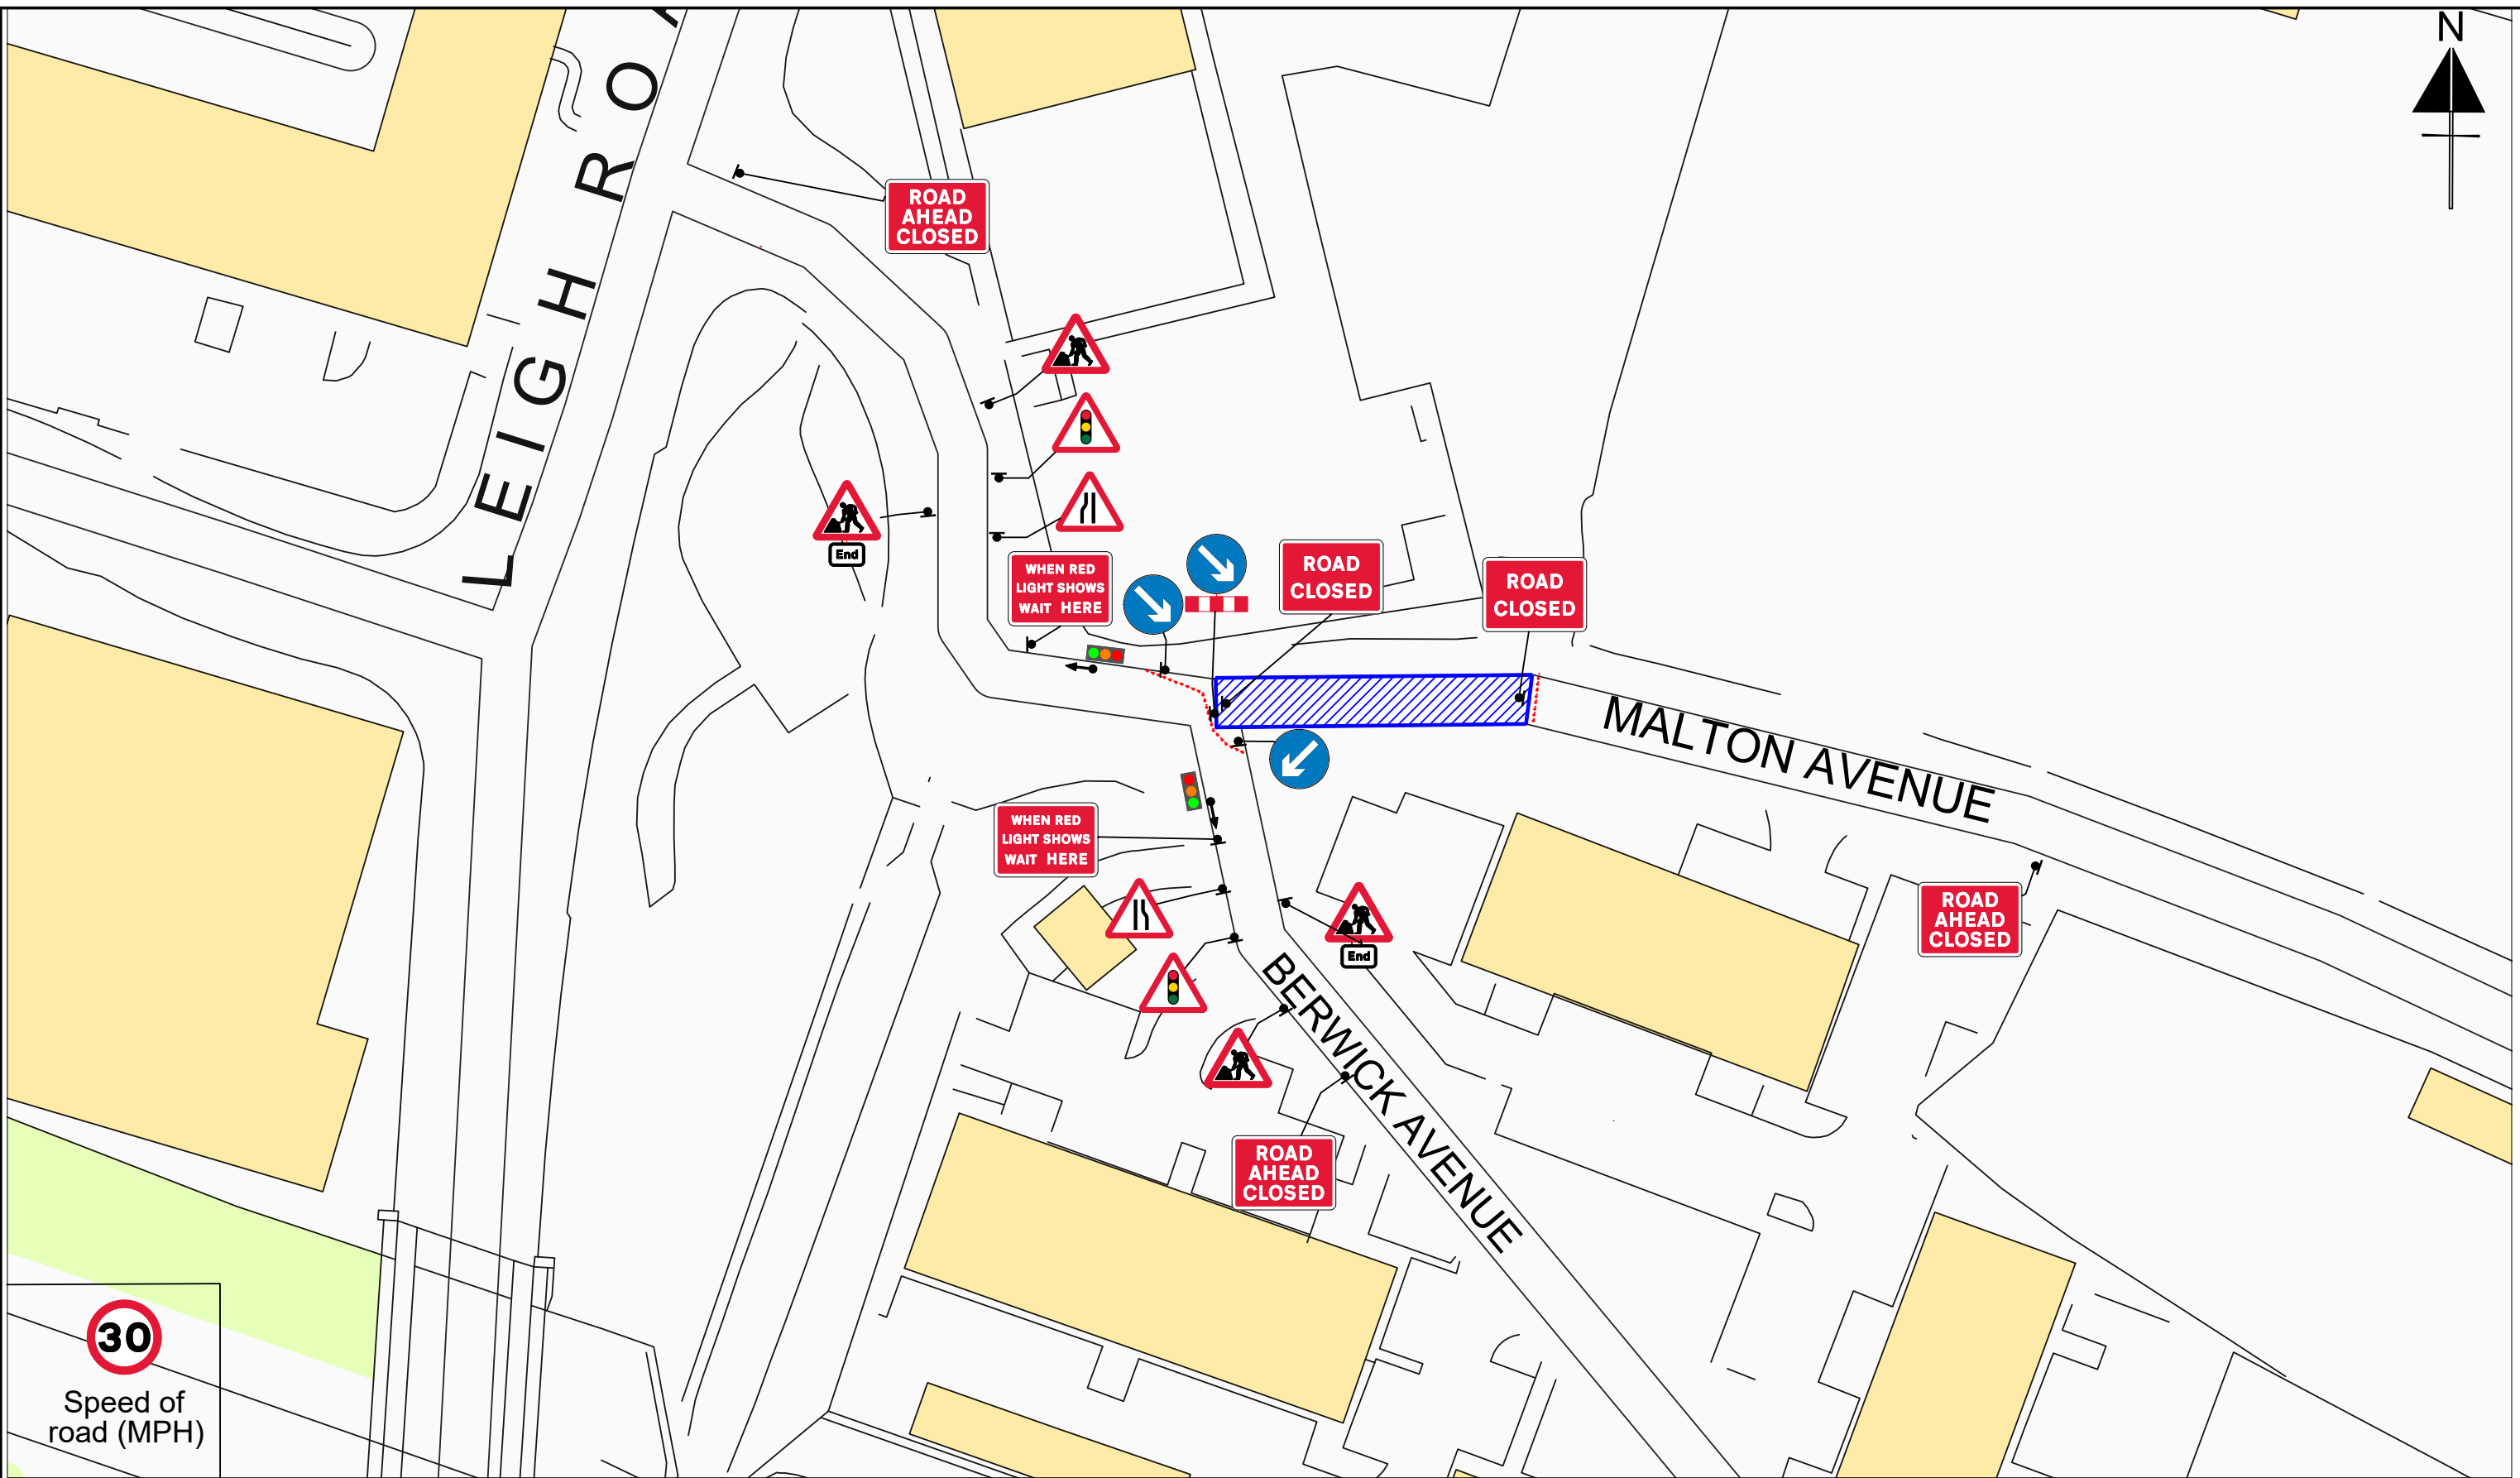 N
LEIGH ROA
ROAD
AHEAD
CLOSED
End
WHEN RED
LIGHT SHOWS
WAIT HERE
ROAD
CLOSED
ROAD
CLOSED
MALTON AVENUE
WHEN RED
LIGHT SHOWS
WAIT HERE
End
ROAD
AHEAD
CLOSED
BERWICK AVENUE
ROAD
AHEAD
CLOSED
30
Speed of
road (MPH)